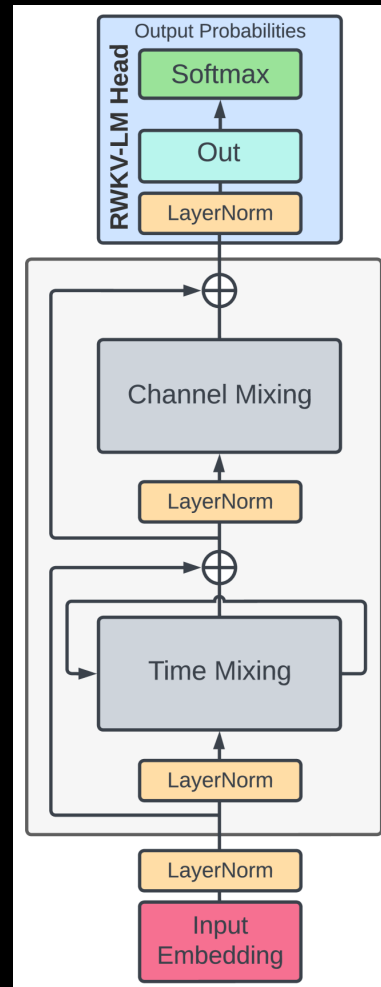 Output Probabilities
RWKV-LM Head
Softmax
Out
LayerNorm
Channel Mixing
LayerNorm
Time Mixing
LayerNorm
LayerNorm
Input
Embedding